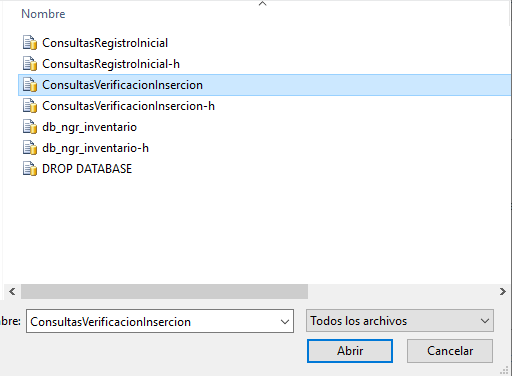 Nombre
ConsultasRegistroInicial
ConsultasRegistroInicial-h
ConsultasVerificacionInsercion
ConsultasVerificacionInsercion-h
db_ngr_inventario
db_ngr_inventario-h
DROP DATABASE
bre: ConsultasVerificacionInsercion Todos los archivos
Abrir Cancelar